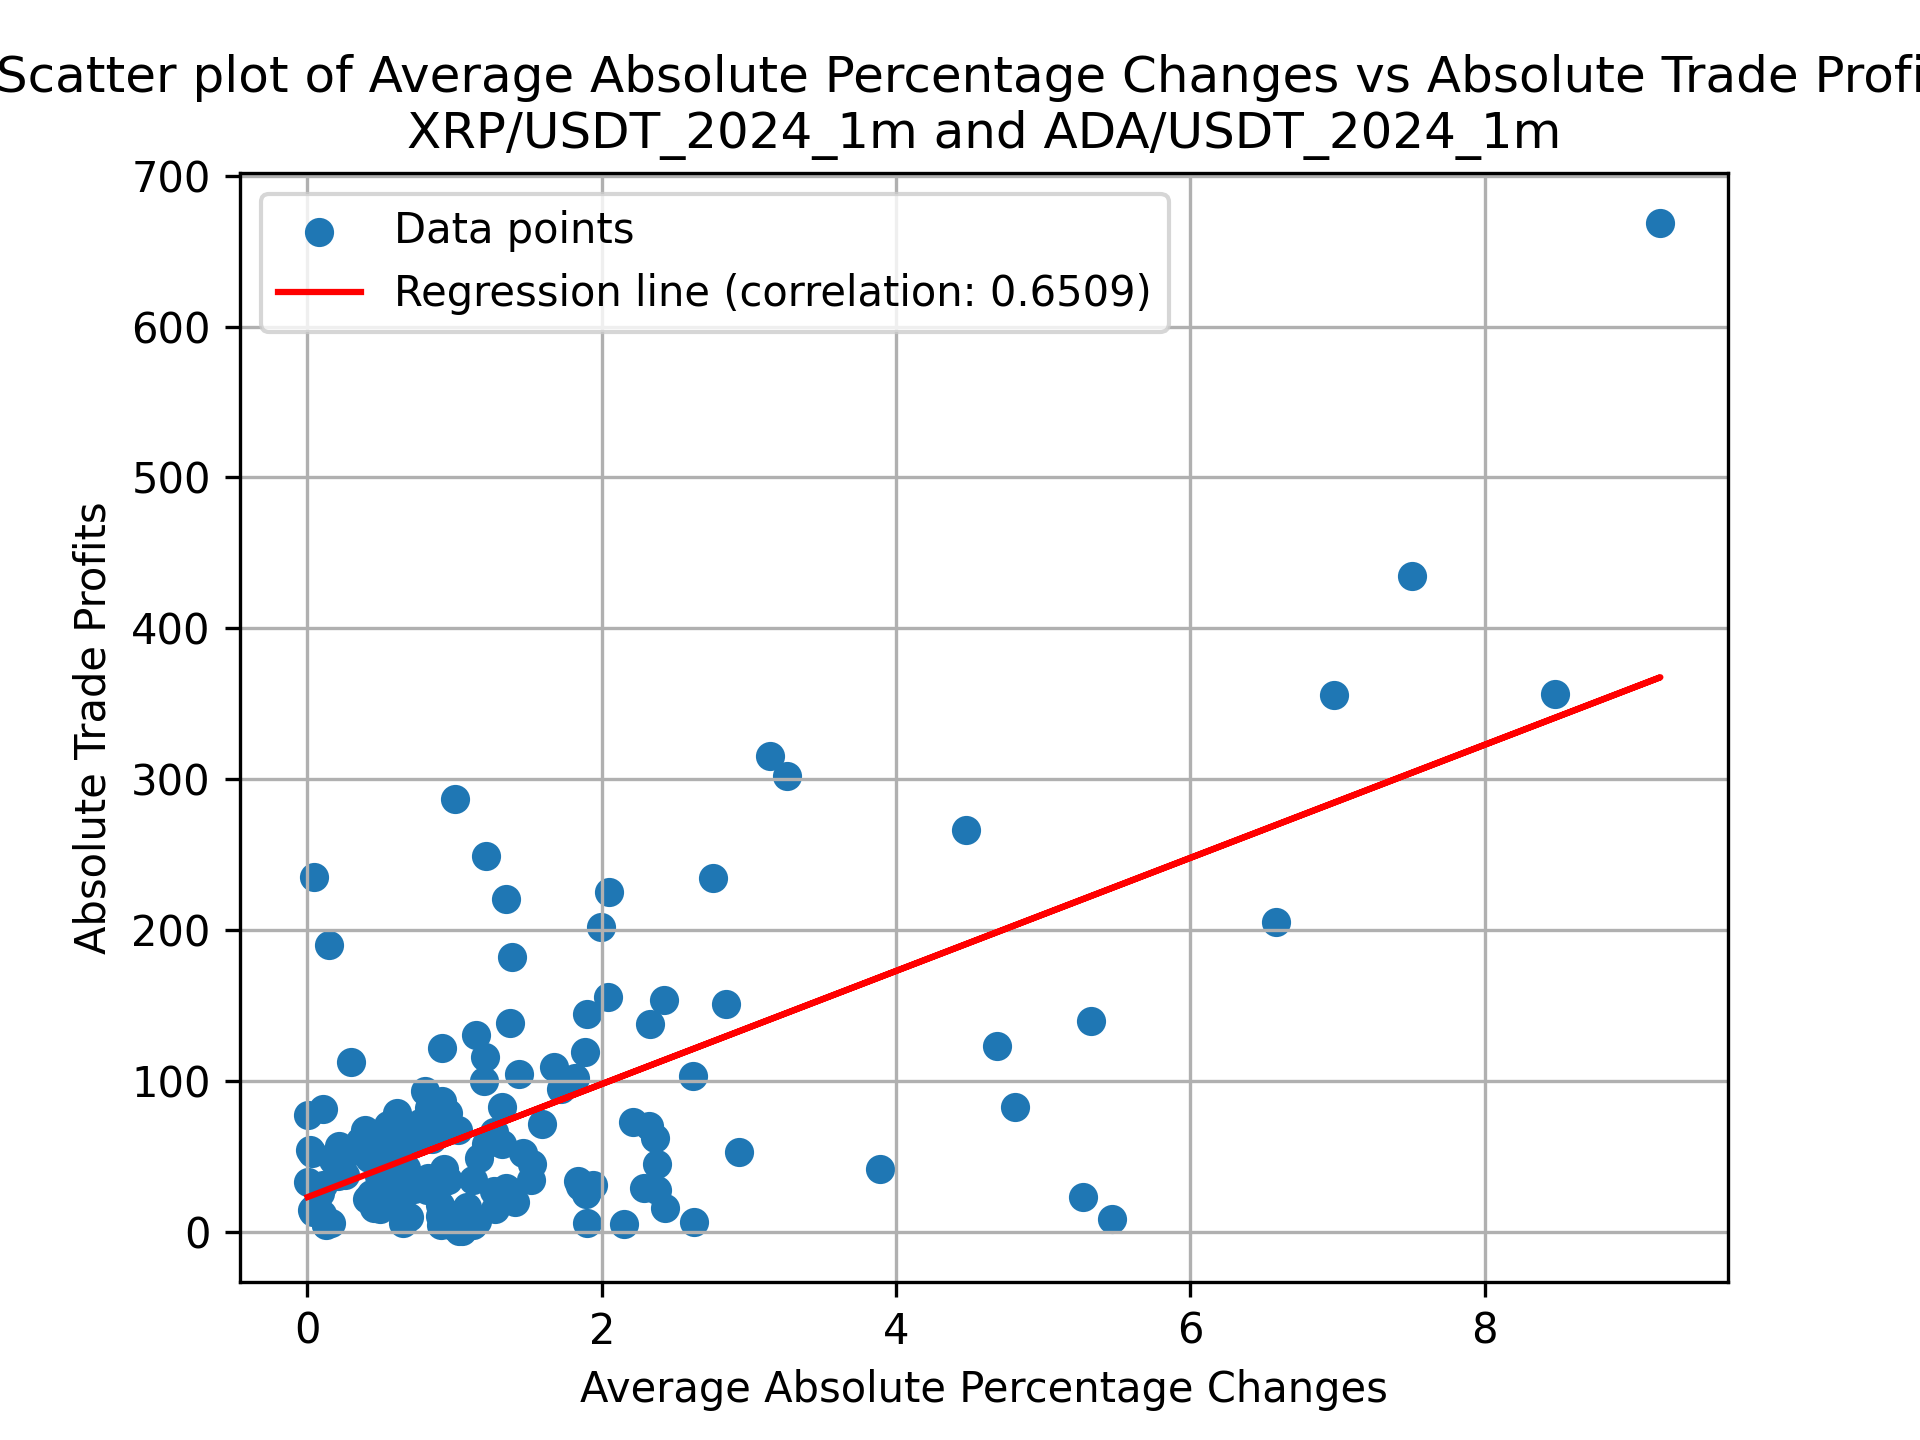 Scatter plot of Average Absolute Percentage Changes vs Absolute Trade Profi
XRP/USDT_2024_1m and ADA/USDT_2024_1m
Data points
Regression line (correlation: 0.6509)
Absolute Trade Profits
700
600
500
400
300
200
100
0
0 2 4 6 8
Average Absolute Percentage Changes